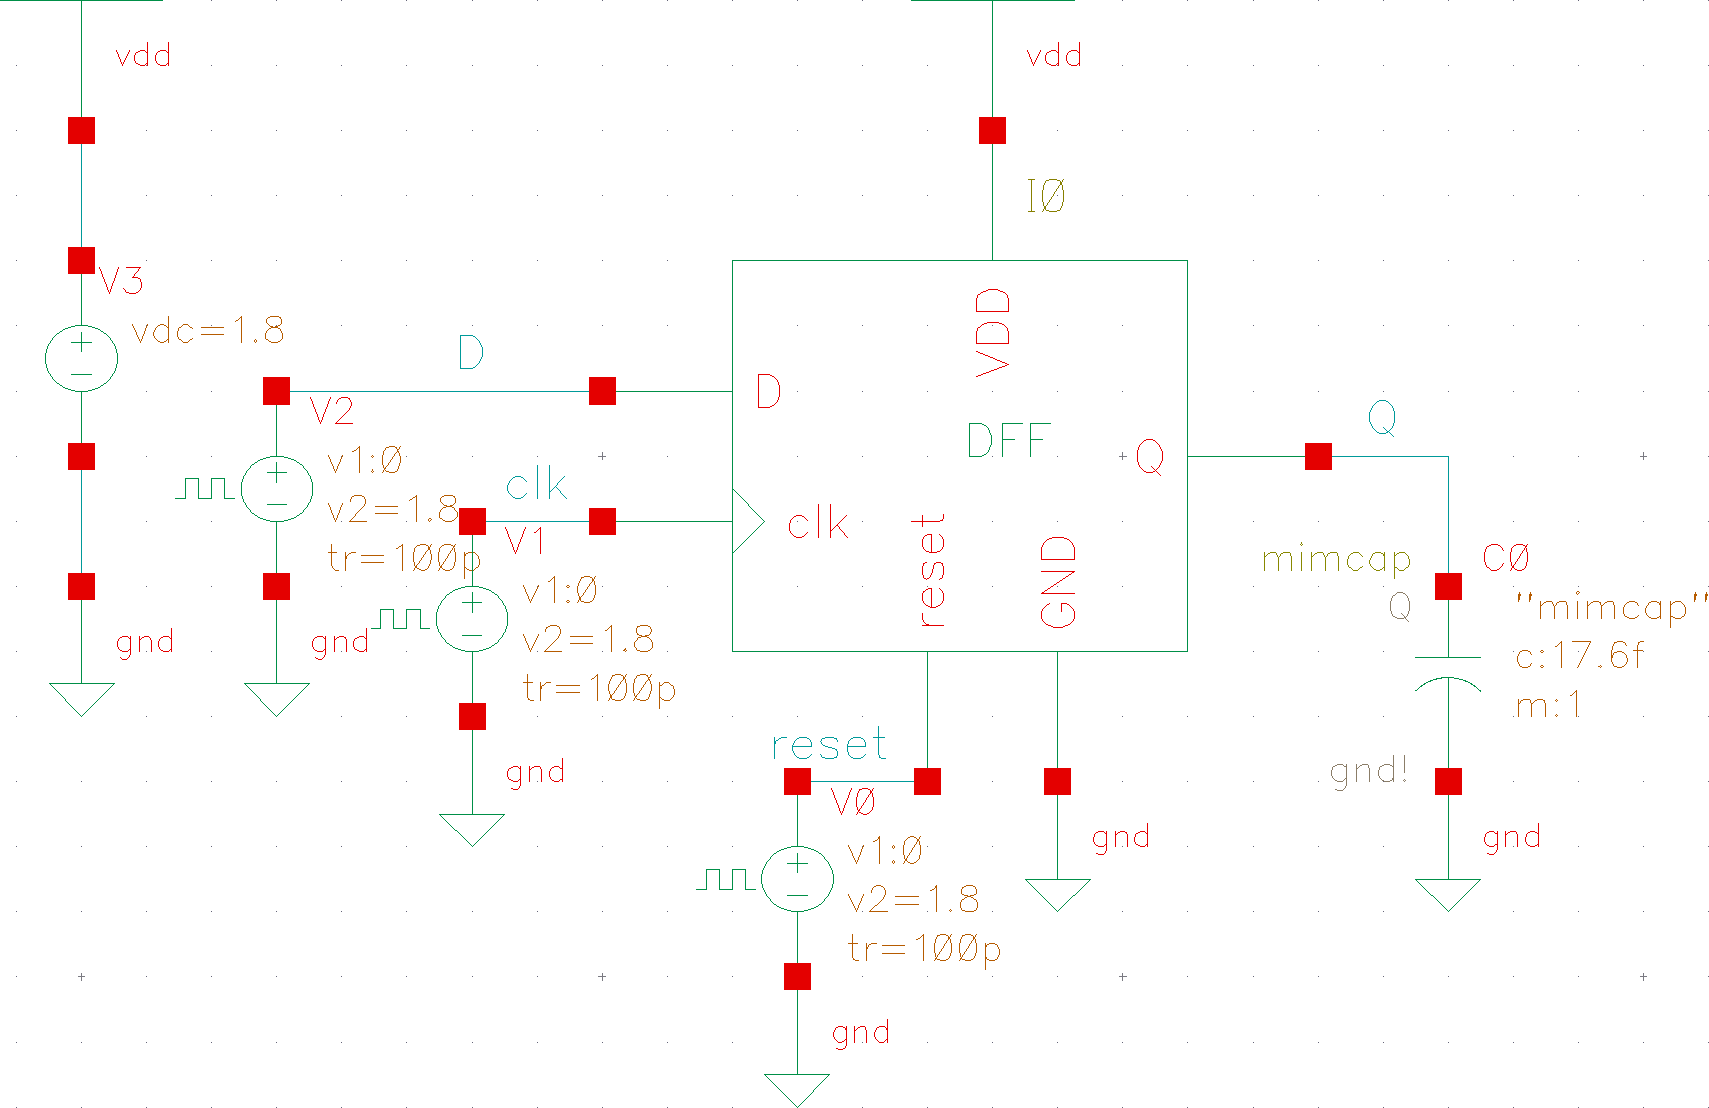 vdd
vdd
I0
V3
vdc=1.8
D
V2
v1:0
v2=1.8
tr=100p
clk
V1
v1:0
v2=1.8
tr=100p
VDD
D
DFF
Q
clk
reset
GND
Q
mimcap
C0
Q
"mimcap"
c:17.6f
m:1
gnd
gnd
gnd
reset
V0
v1:0
v2=1.8
tr=100p
gnd!
gnd
gnd
gnd